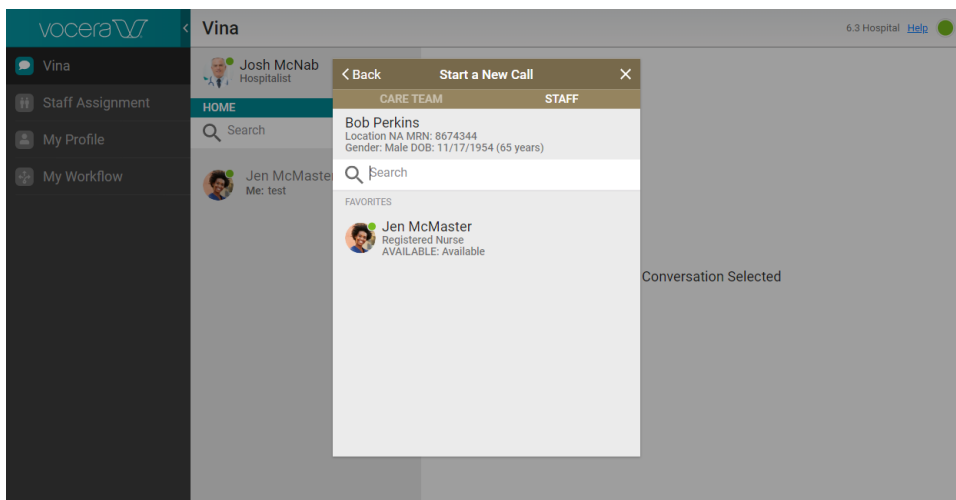 vocera
Vina
6.3 Hospital Help
Vina
Staff Assignment
My Profile
My Workflow
Josh McNab
Hospitalist
HOME
Search
Jen McMaste
Me: test
Back Start a New Call
CARE TEAM STAFF
Bob Perkins
Location NA MRN: 8674344
Gender: Male DOB: 11/17/1954 (65 years)
Search
FAVORITES
Jen McMaster
Registered Nurse
AVAILABLE: Available
Conversation Selected